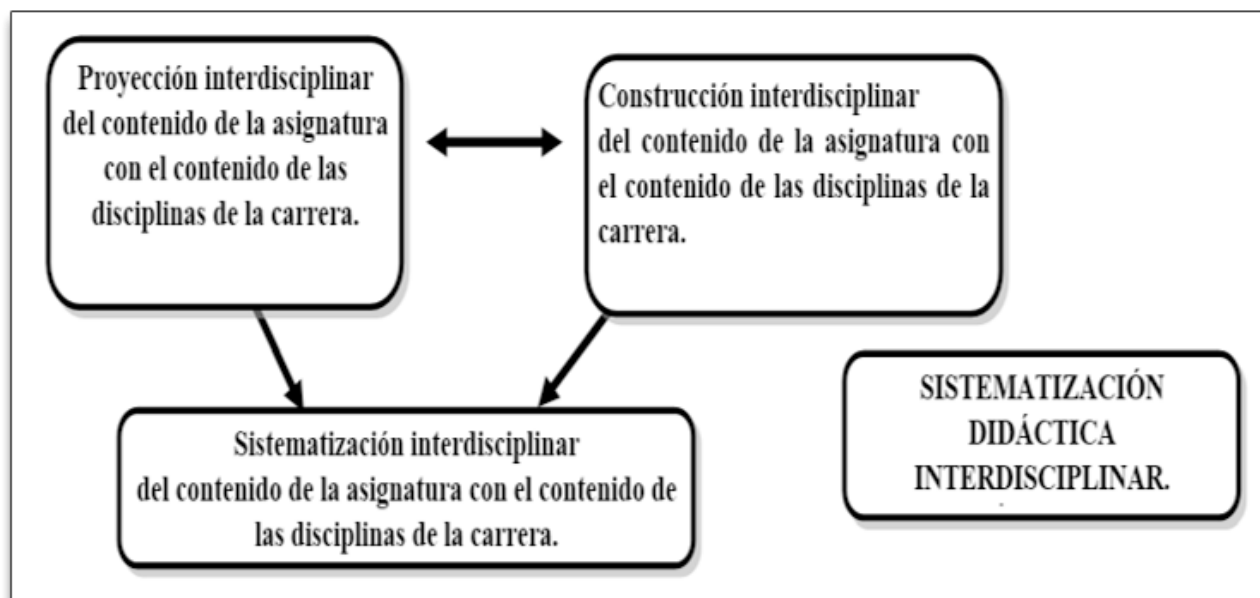 Proyección interdisciplinar
del contenido de la asignatura
con el contenido de las
disciplinas de la carrera.
Construcción interdisciplinar
del contenido de la asignatura con
el contenido de las disciplinas de la
carrera.
Sistematización interdisciplinar
del contenido de la asignatura con el contenido de
las disciplinas de la carrera.
SISTEMATIZACIÓN
DIDÁCTICA
INTERDISCIPLINAR.